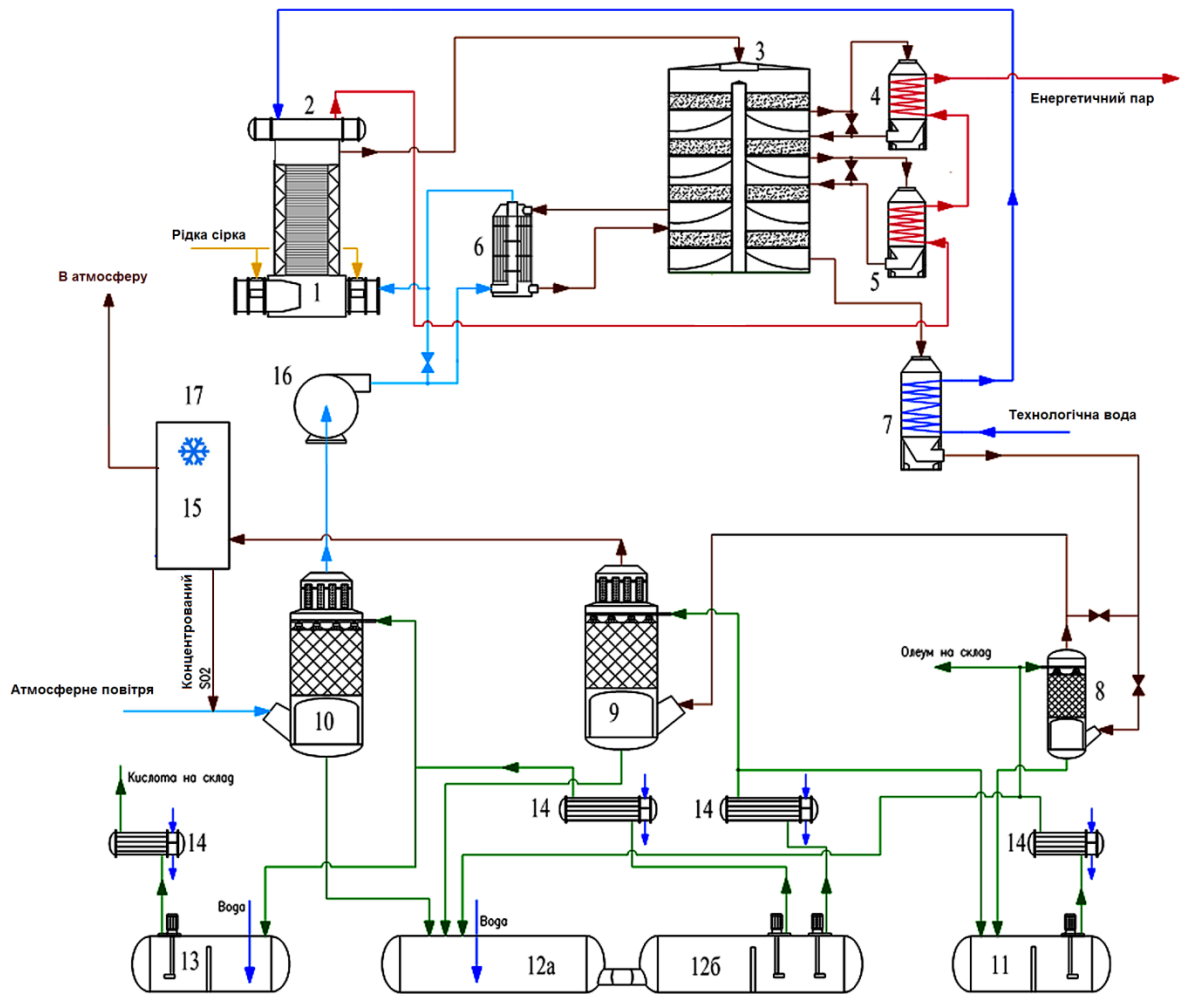 3
2
4
Енергетичний пар
Рідка сірка
6
В атмосферу
5
1
16
17
Технологічна вода
7
15
Концентрований
SO2
Олеум на склад
8
Атмосферне повітря
10
9
Кислота на склад
14
14
14
14
Вода
Вода
13
12а
12б
11